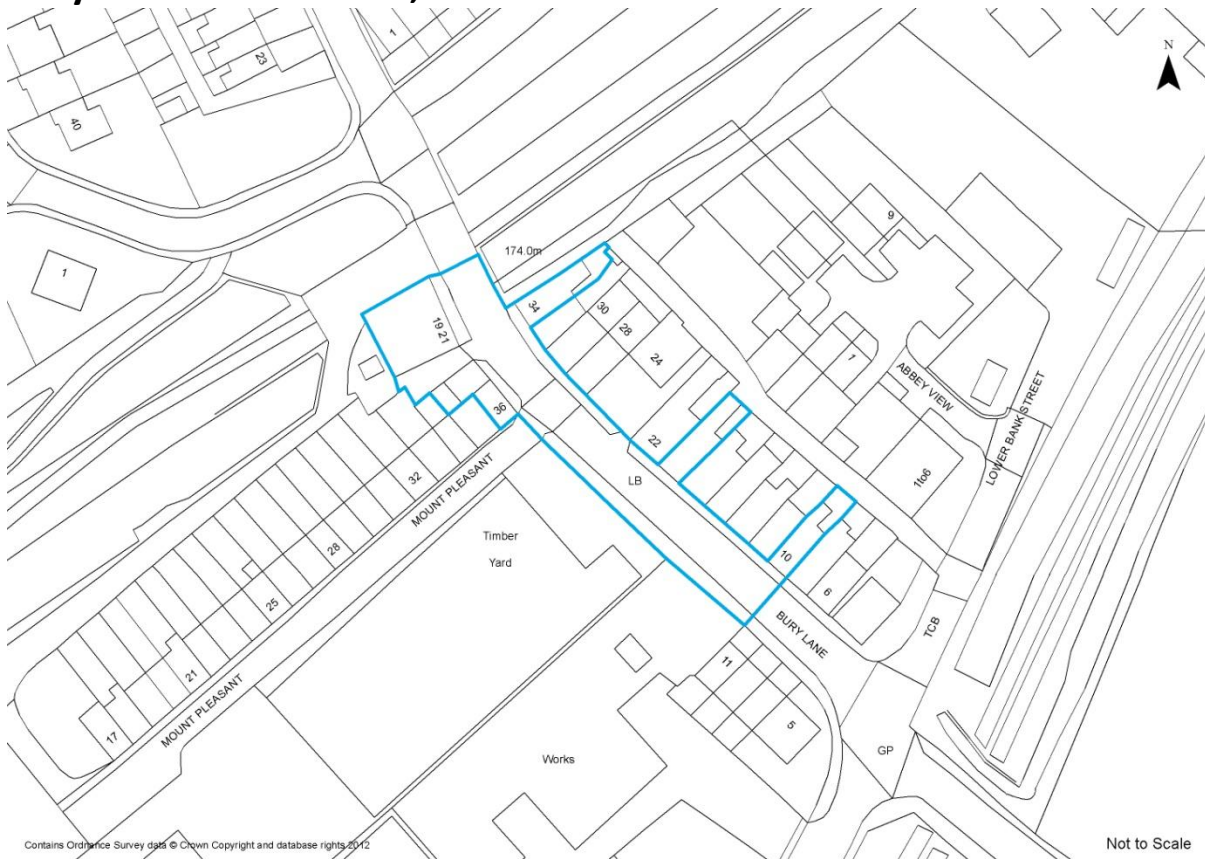 N
1
23
40
9
174.0m
1
34
30
28
24
1
19 21
ABBEY VIEW
LOWER BANK STREET
36
22
32
LB
1to6
MOUNT PLEASANT
Timber
Yard
28
10
25
6
TCB
BURY LANE
21
11
MOUNT PLEASANT
5
17
GP
Works
Contains Ordnance Survey data © Crown Copyright and database rights 2012
Not to Scale